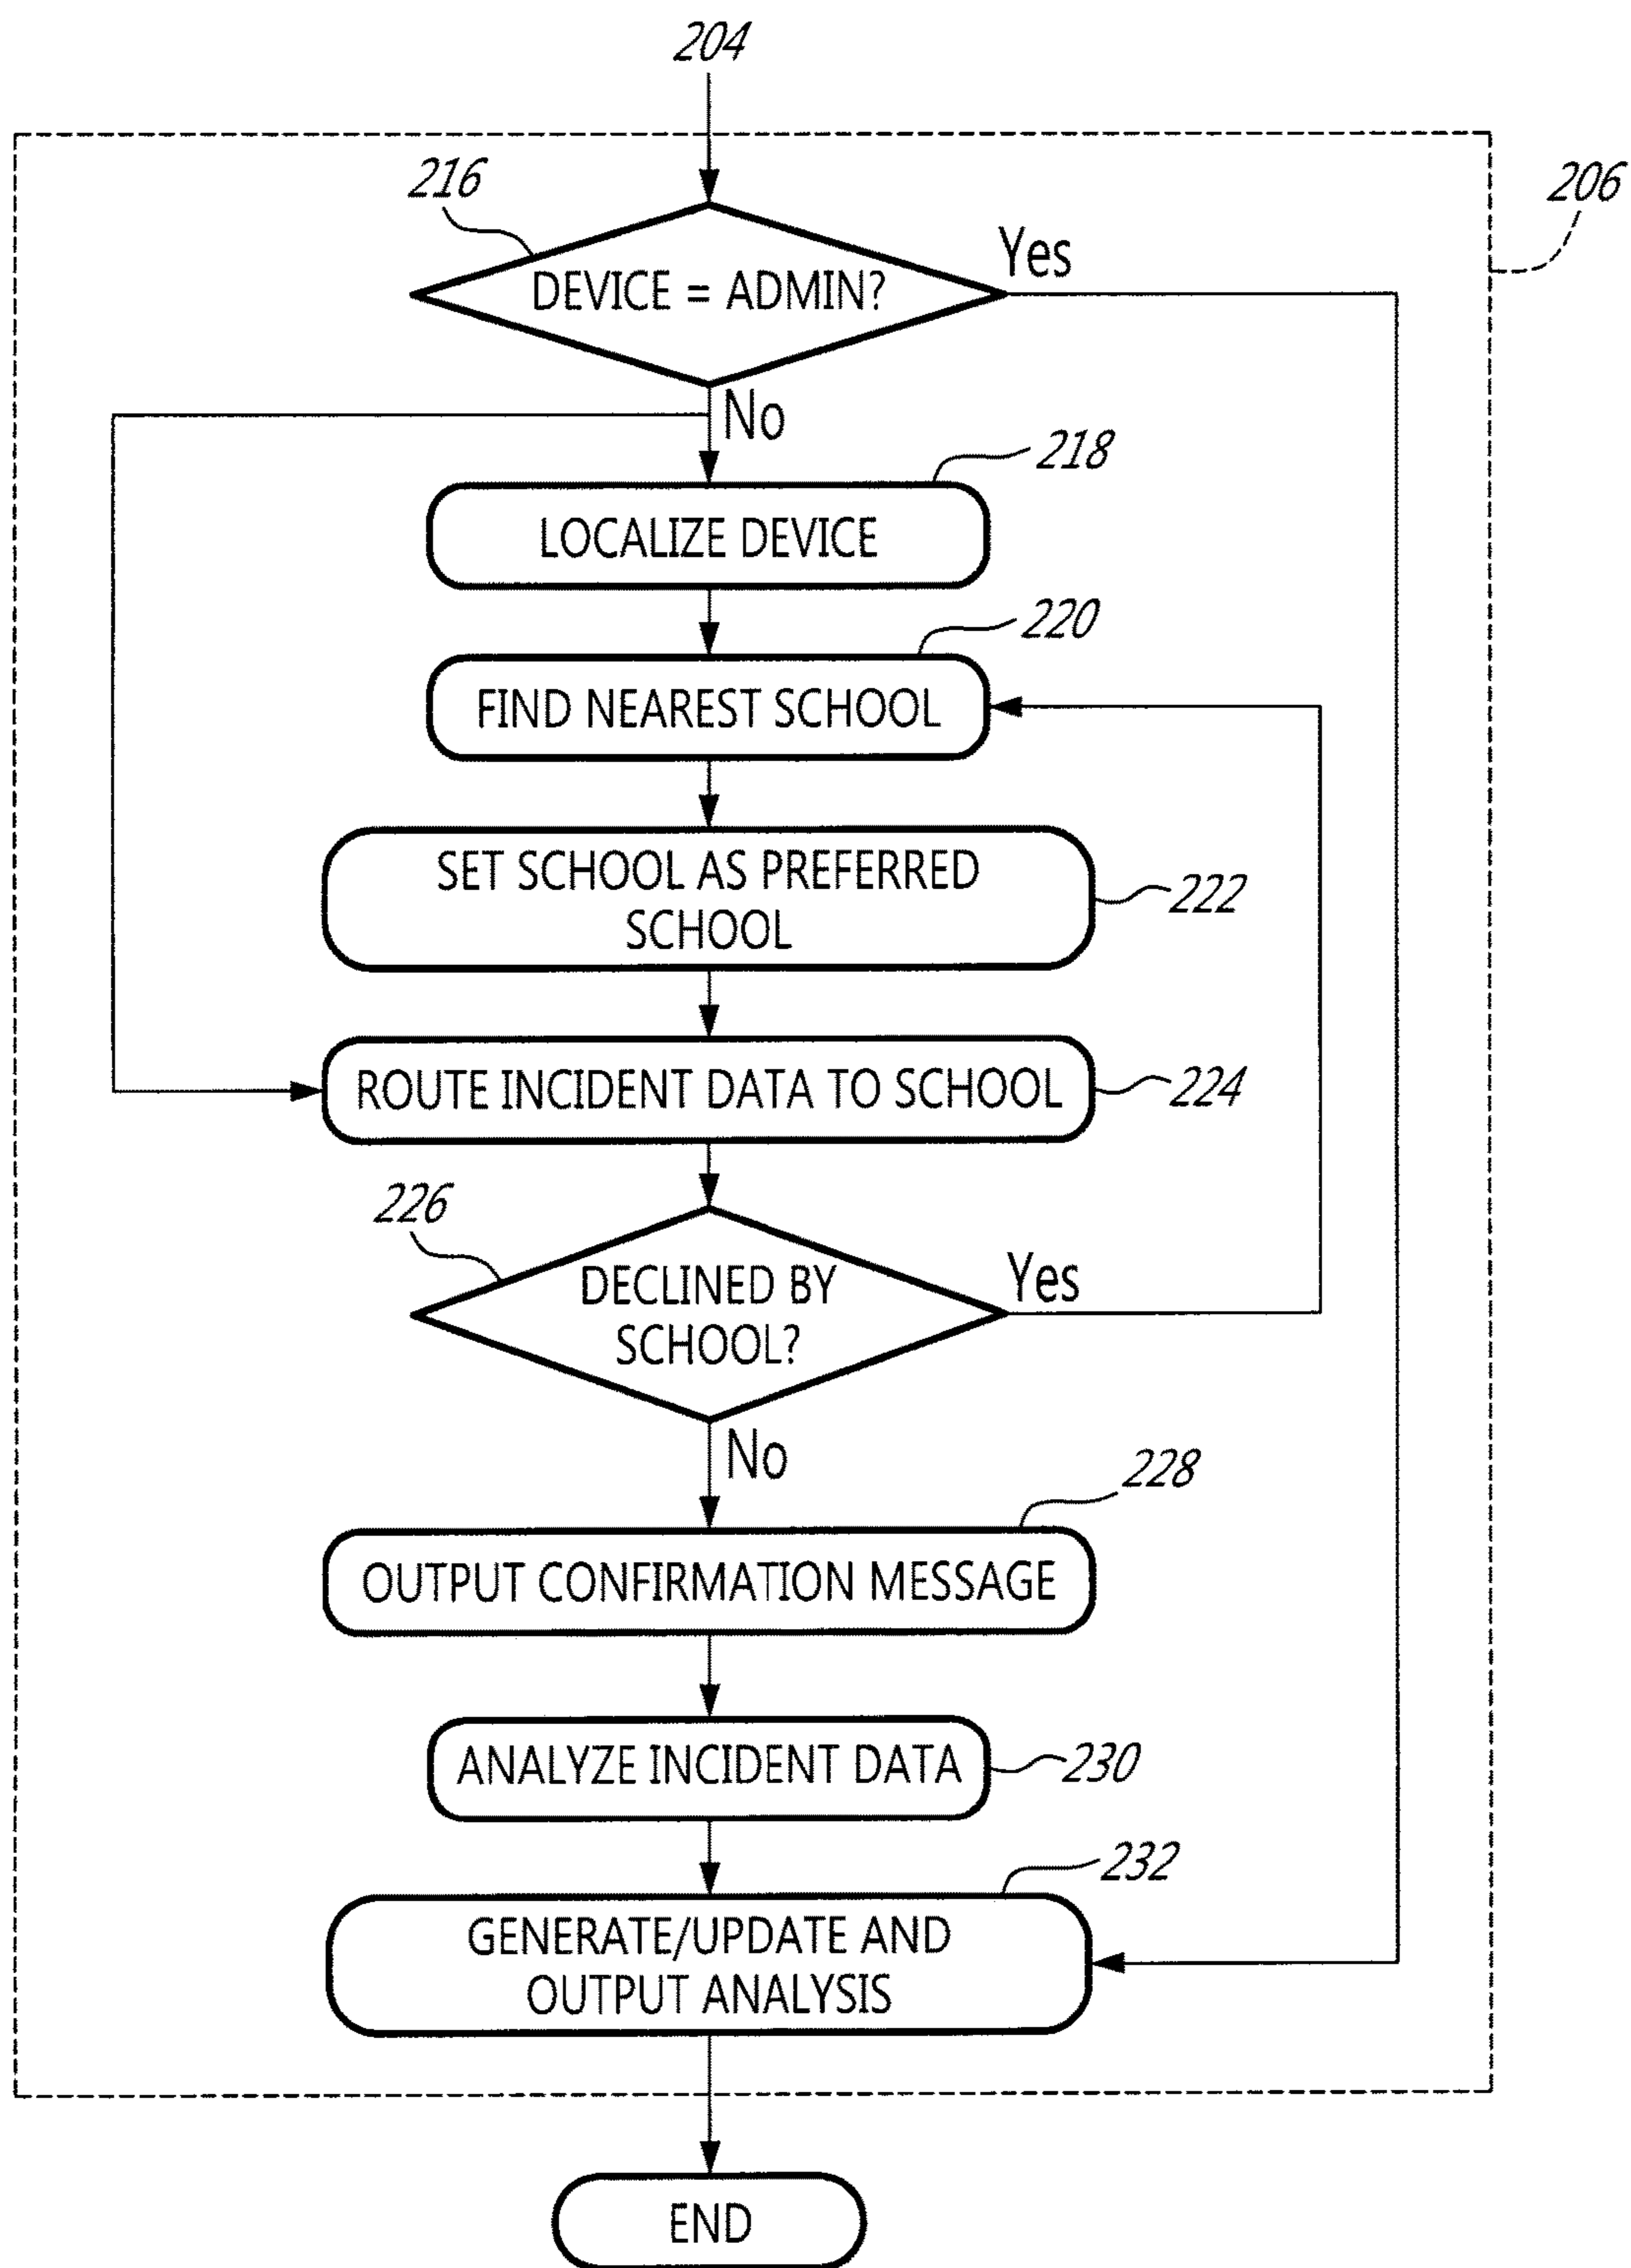 204
206
216
DEVICE = ADMIN?
Yes
No
218
LOCALIZE DEVICE
220
FIND NEAREST SCHOOL
SET SCHOOL AS PREFERRED
SCHOOL
222
ROUTE INCIDENT DATA TO SCHOOL
224
226
DECLINED BY
SCHOOL?
Yes
No
228
OUTPUT CONFIRMATION MESSAGE
ANALYZE INCIDENT DATA
230
232
GENERATE/UPDATE AND
OUTPUT ANALYSIS
END